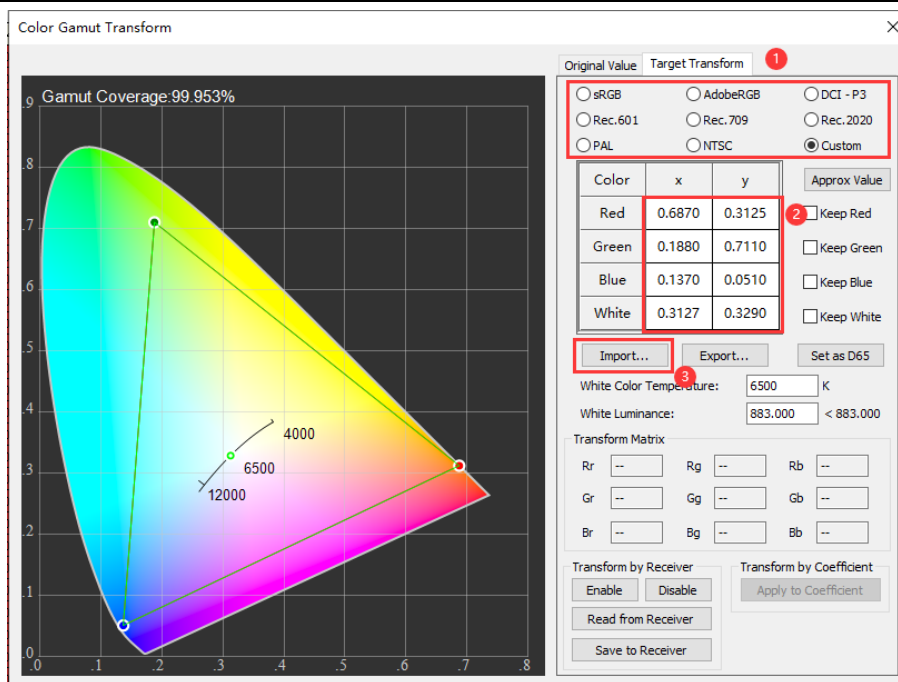 Color Gamut Transform
Original Value Target Transform 1
Gamut Coverage:99.953%
.9
.8
.7
.6
.5
.4
.3
.2
.1
.0
.0 .1 .2 .3 .4 .5 .6 .7 .8
4000
6500
12000
sRGB AdobeRGB DCI - P3
Rec.601 Rec.709 Rec.2020
PAL NTSC Custom
Color x y Approx Value
Red 0.6870 0.3125 2 Keep Red
Green 0.1880 0.7110 Keep Green
Blue 0.1370 0.0510 Keep Blue
White 0.3127 0.3290 Keep White
Import... Export... Set as D65
3
White Color Temperature: 6500 K
White Luminance: 883.000 < 883.000
Transform Matrix
Rr -- Rg -- Rb --
Gr -- Gg -- Gb --
Br -- Bg -- Bb --
Transform by Receiver Transform by Coefficient
Enable Disable Apply to Coefficient
Read from Receiver
Save to Receiver